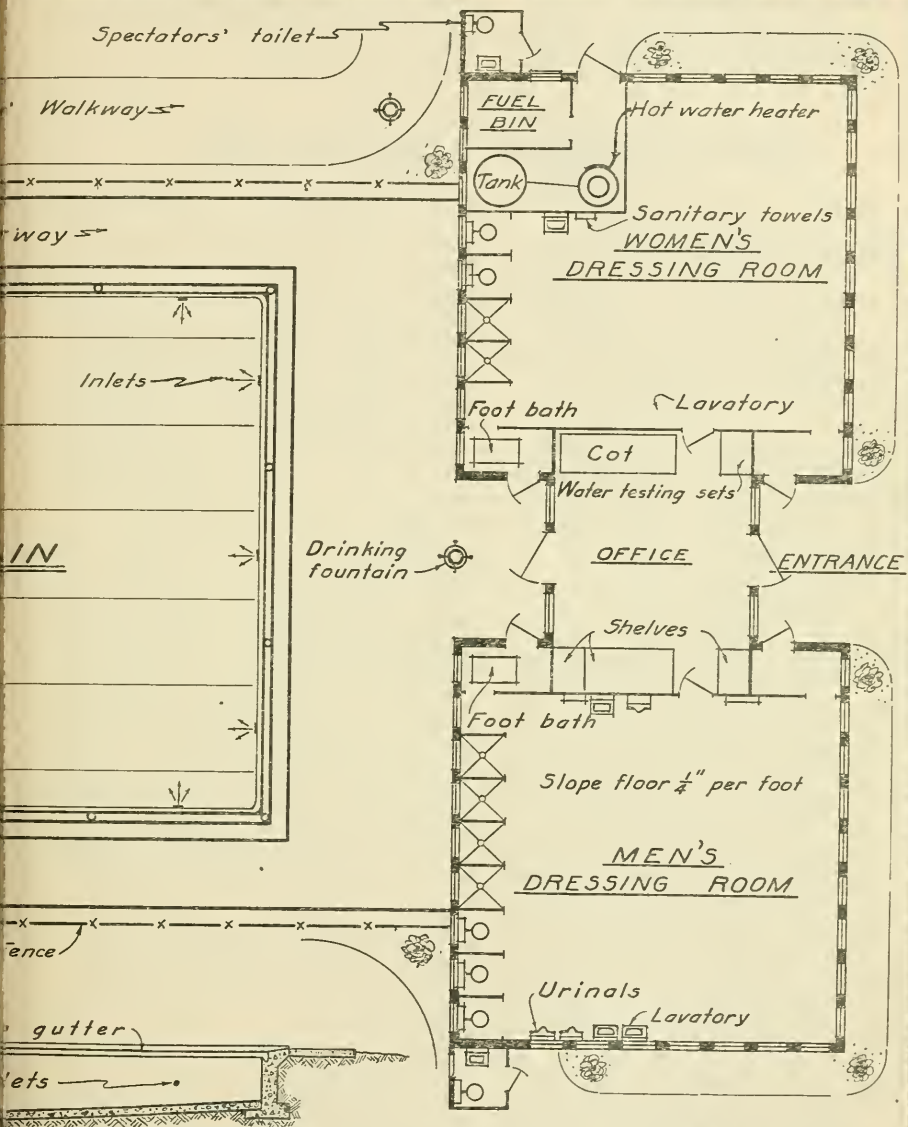 Spectators' toilet
Walkway
FUEL
BIN
Hot water heater
Tank
Sanitary towels
WOMEN'S
DRESSING ROOM
way
Inlets
Foot bath
Lavatory
Cot
Water testing sets
IN
Drinking
fountain
OFFICE
ENTRANCE
Shelves
Foot bath
Slope floor 1/4" per foot
MEN'S
DRESSING ROOM
ence
Urinals
gutter
Lavatory
lets